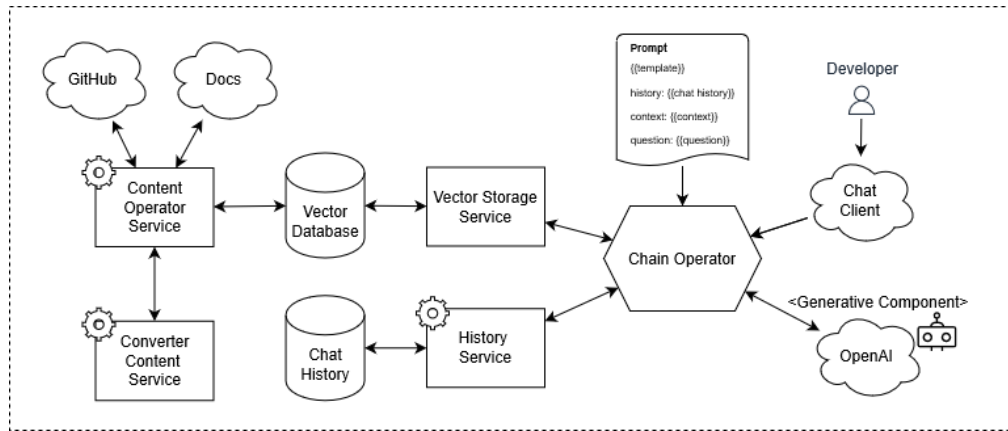 GitHub
Docs
Prompt
{{template}}
history: {{chat history}}
context: {{context}}
question: {{question}}
Developer
Content
Operator
Service
Vector
Database
Vector Storage
Service
Chat
Client
Chain Operator
<Generative Component>
Converter
Content
Service
Chat
History
History
Service
OpenAI